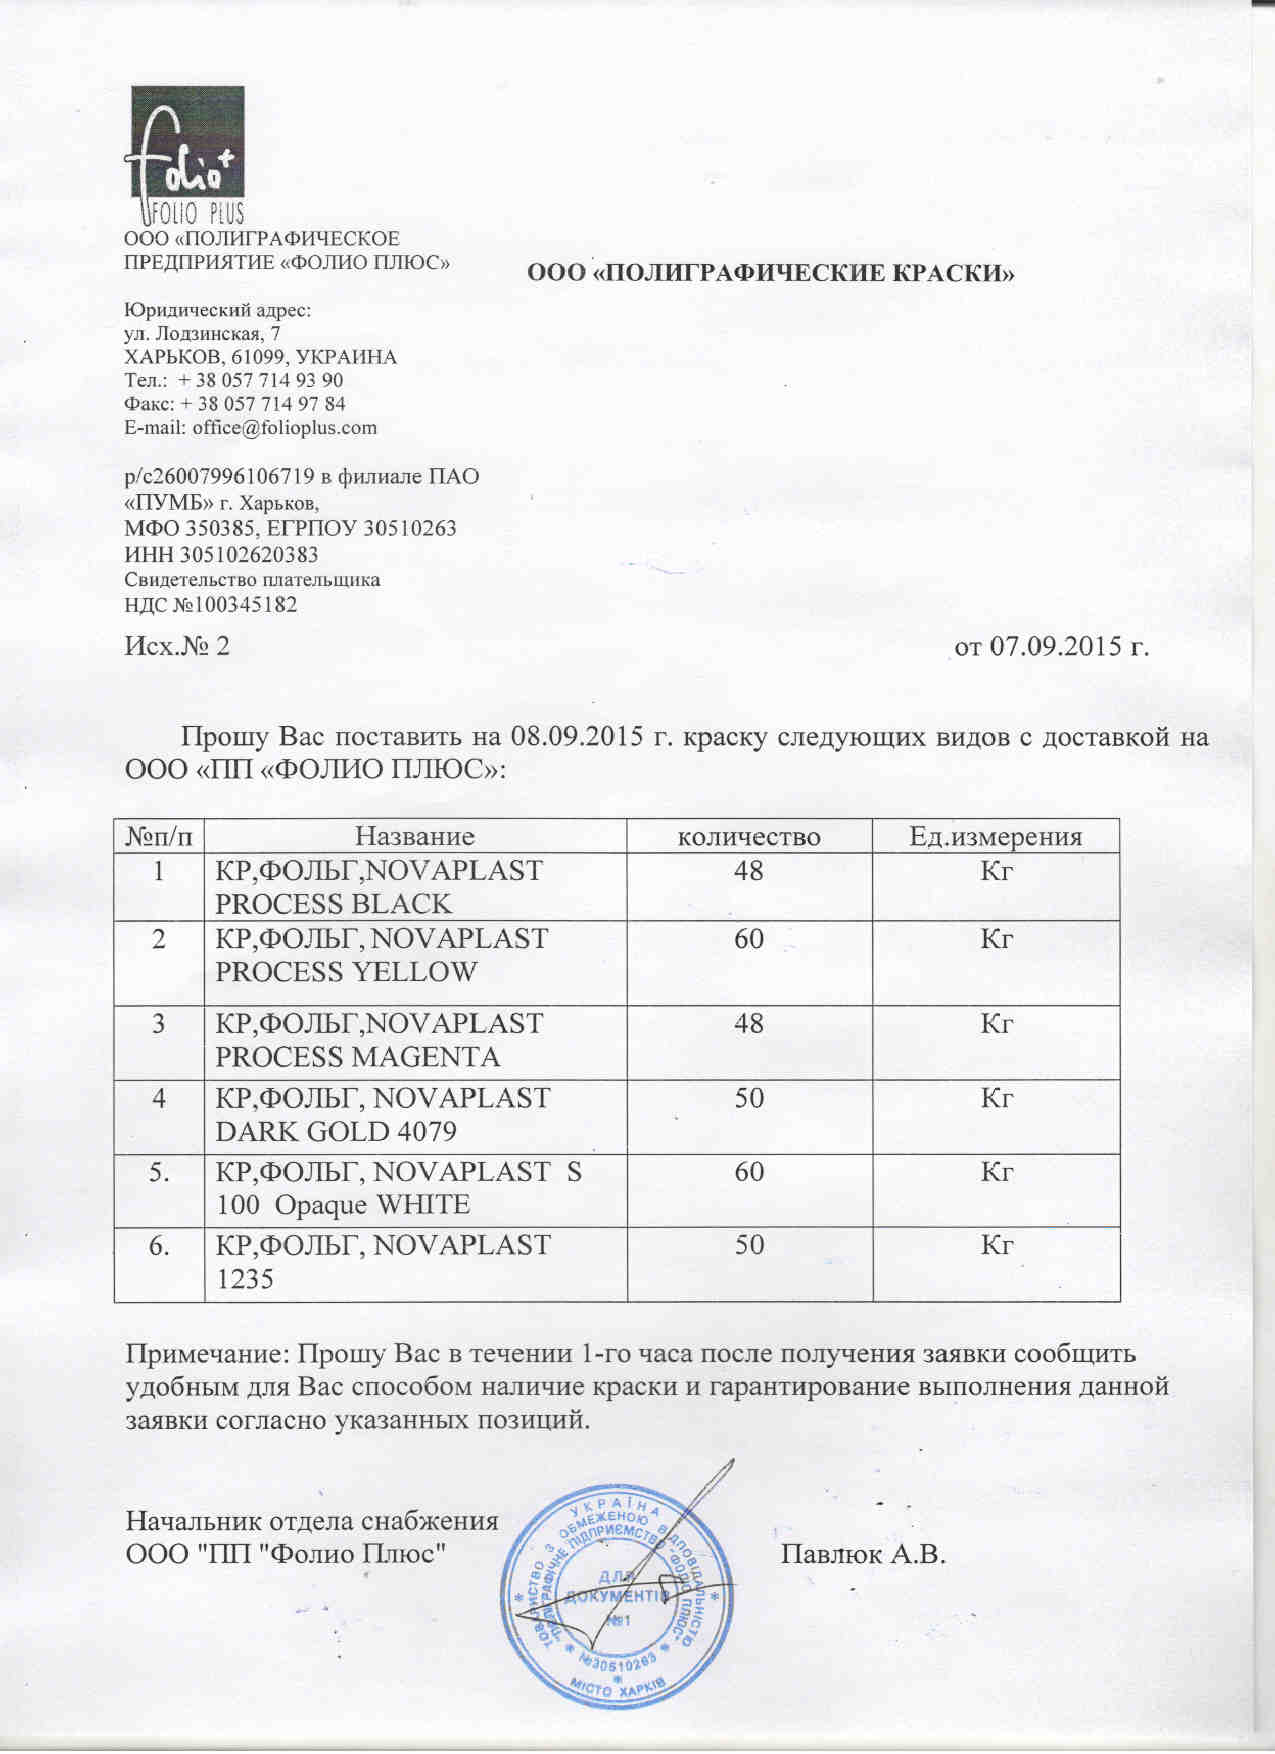 folio+
FOLIO PLUS
ООО «ПОЛИГРАФИЧЕСКОЕ
ПРЕДПРИЯТИЕ «ФОЛИО ПЛЮС»
ООО «ПОЛИГРАФИЧЕСКИЕ КРАСКИ»
Юридический адрес:
ул. Лодзинская, 7
ХАРЬКОВ, 61099, УКРАИНА
Тел.: + 38 057 714 93 90
Факс: + 38 057 714 97 84
E-mail: office@folioplus.com
р/с26007996106719 в филиале ПАО
«ПУМБ» г. Харьков,
МФО 350385, ЕГРПОУ 30510263
ИНН 305102620383
Свидетельство плательщика
НДС №100345182
Исх.№ 2 от 07.09.2015 г.
Прошу Вас поставить на 08.09.2015 г. краску следующих видов с доставкой на
ООО «ПП «ФОЛИО ПЛЮС»:
№п/п Название количество Ед.измерения
1 КР,ФОЛЬГ,NOVAPLAST 48 Кг
PROCESS BLACK
2 КР,ФОЛЬГ, NOVAPLAST 60 Кг
PROCESS YELLOW
3 КР,ФОЛЬГ,NOVAPLAST 48 Кг
PROCESS MAGENTA
4 КР,ФОЛЬГ, NOVAPLAST 50 Кг
DARK GOLD 4079
5. КР,ФОЛЬГ, NOVAPLAST S 60 Кг
100 Opaque WHITE
6. КР,ФОЛЬГ, NOVAPLAST 50 Кг
1235
Примечание: Прошу Вас в течении 1-го часа после получения заявки сообщить
удобным для Вас способом наличие краски и гарантирование выполнения данной
заявки согласно указанных позиций.
Начальник отдела снабжения
ООО "ПП "Фолио Плюс" Павлюк А.В.
УКРАЇНА
ТОВАРИСТВО З ОБМЕЖЕНОЮ ВІДПОВІДАЛЬНІСТЮ
"ПОЛІГРАФІЧНЕ ПІДПРИЄМСТВО "ФОЛІО ПЛЮС"
ДЛЯ
ДОКУМЕНТІВ
№1
* №30510263 *
МІСТО ХАРКІВ